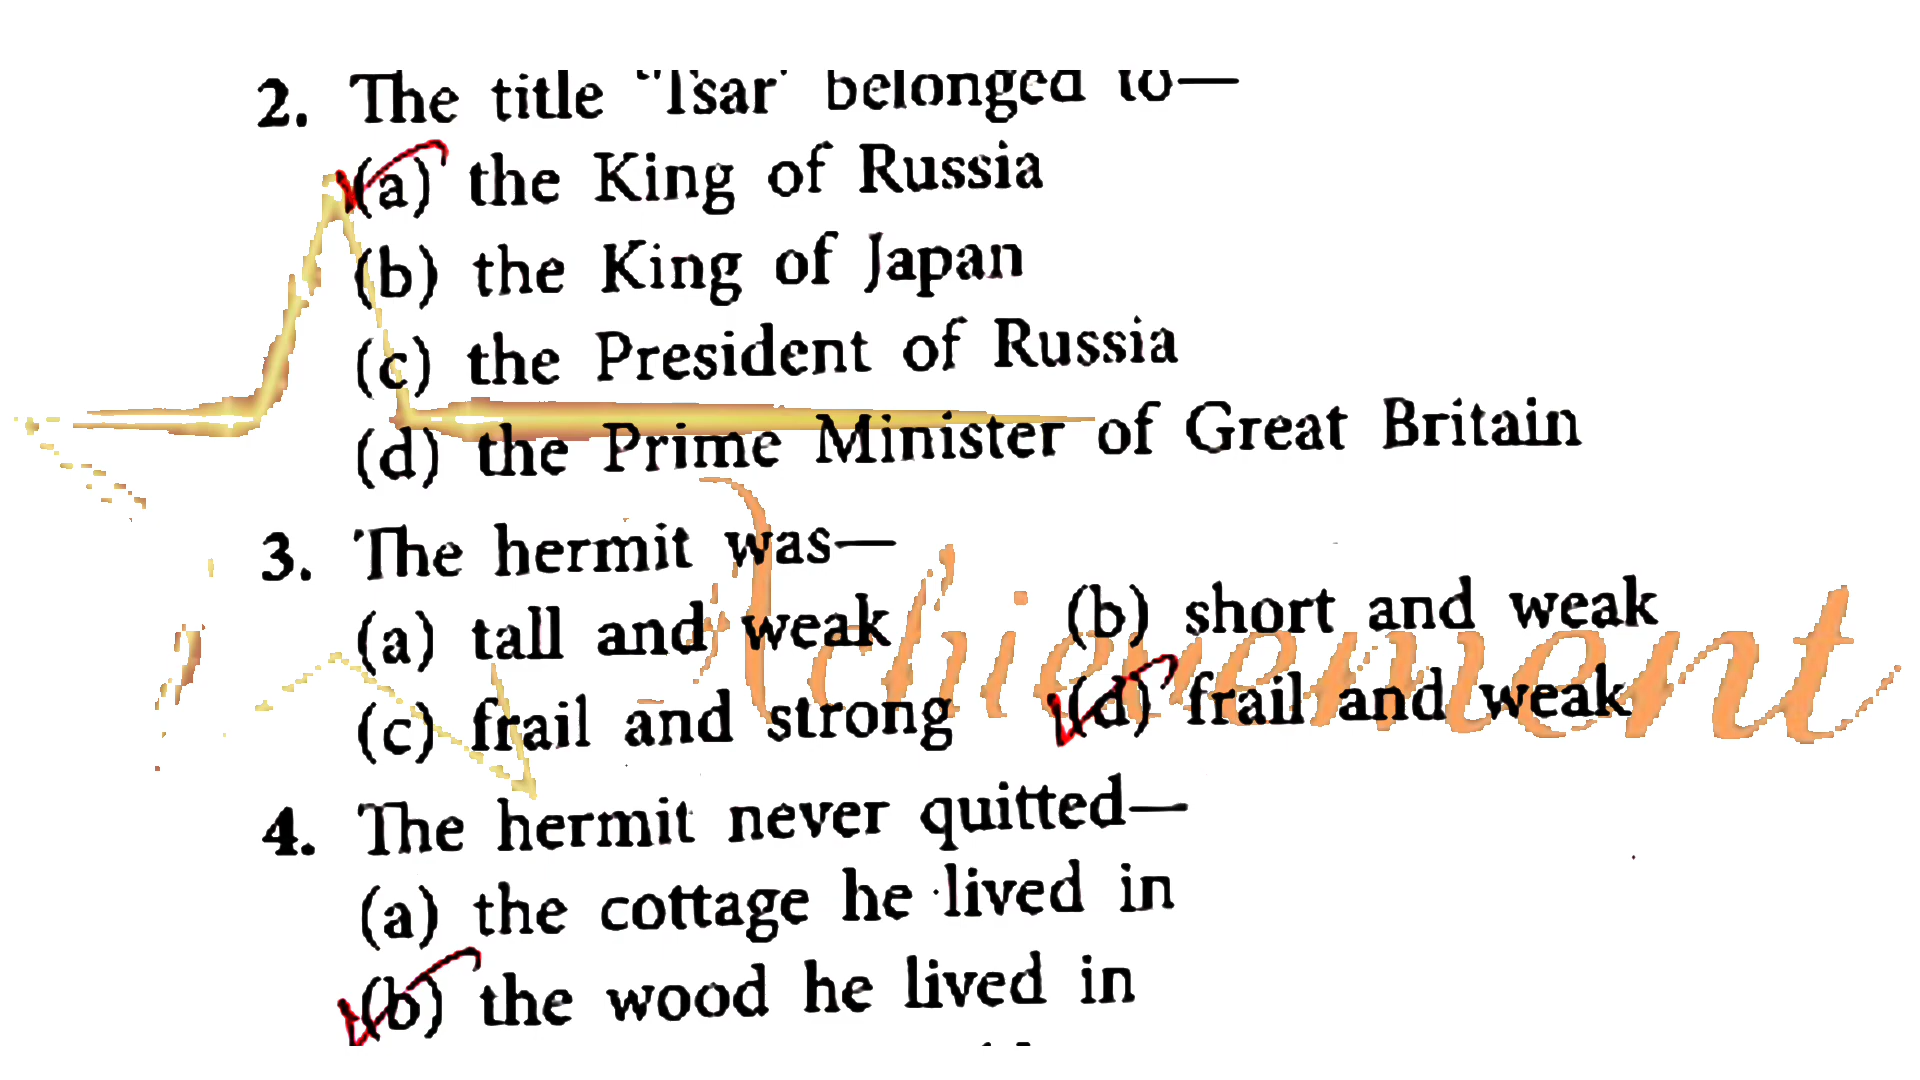 2. The title 'Tsar' belonged to—
(a) the King of Russia
(b) the King of Japan
(c) the President of Russia
(d) the Prime Minister of Great Britain
3. The hermit was—
(a) tall and weak (b) short and weak
(c) frail and strong (d) frail and weak
4. The hermit never quitted—
(a) the cottage he lived in
(b) the wood he lived in
Achievement